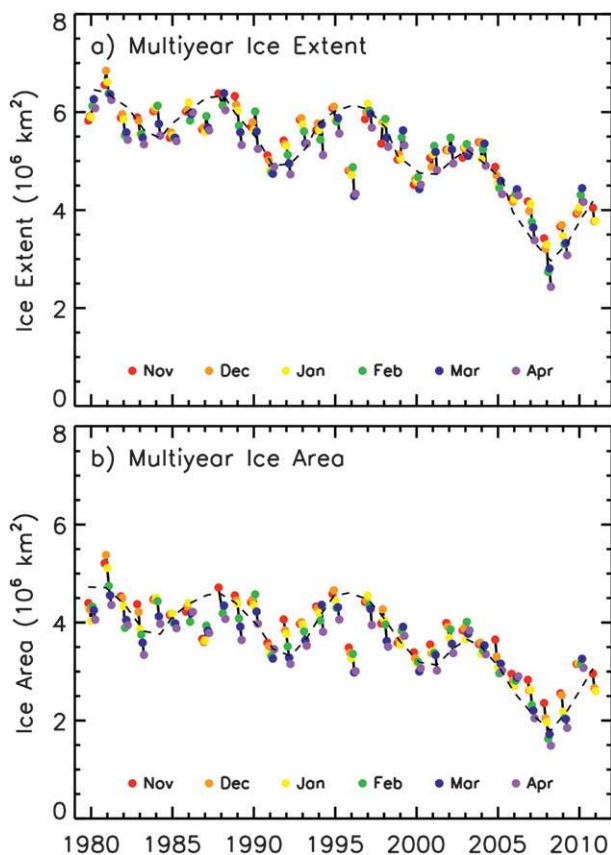 a) Multiyear Ice Extent
Ice Extent (10⁶ km²)
8
6
4
2
0
Nov Dec Jan Feb Mar Apr
b) Multiyear Ice Area
Ice Area (10⁶ km²)
8
6
4
2
0
Nov Dec Jan Feb Mar Apr
1980 1985 1990 1995 2000 2005 2010